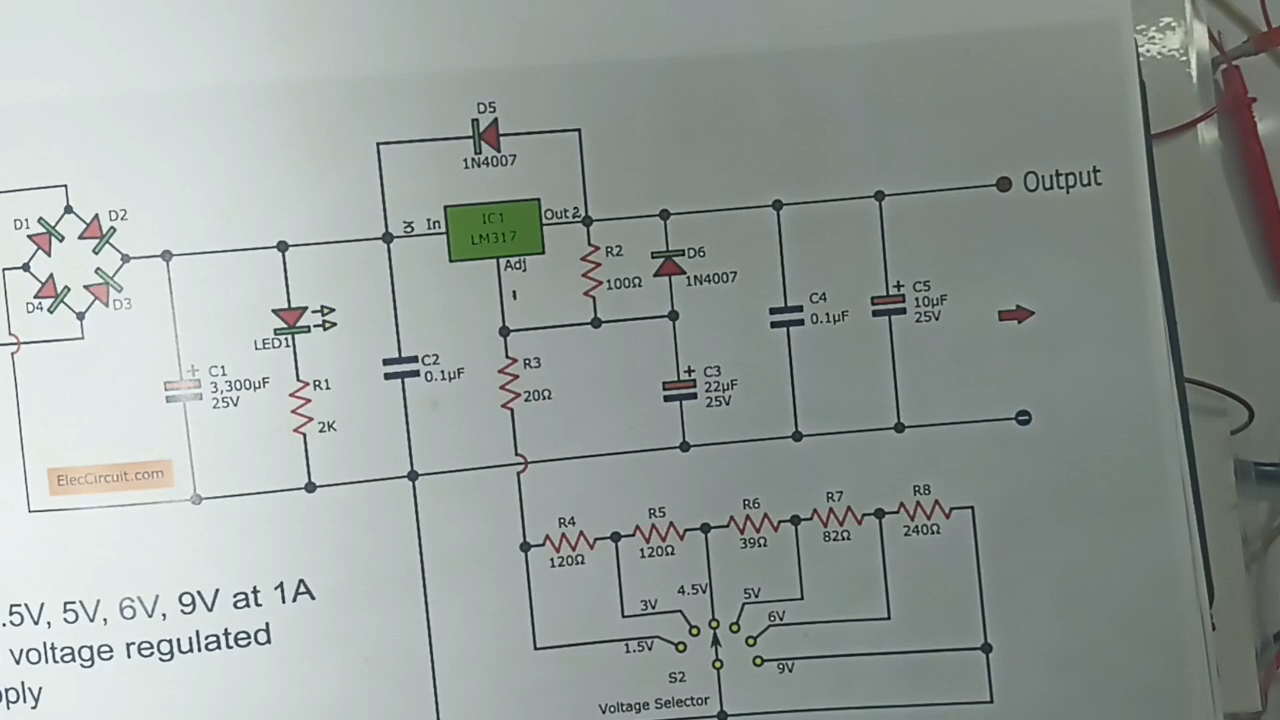 D5
1N4007
Output
D1
D2
3
In
IC1
LM317
Out
2
Adj
1
R2
100Ω
D6
1N4007
D4
D3
LED1
+
C1
3,300µF
25V
R1
2K
C2
0.1µF
R3
20Ω
+
C3
22µF
25V
C4
0.1µF
+
C5
10µF
25V
ElecCircuit.com
R4
120Ω
R5
120Ω
R6
39Ω
R7
82Ω
R8
240Ω
1.5V
3V
4.5V
5V
6V
9V
S2
Voltage Selector
.5V, 5V, 6V, 9V at 1A
voltage regulated
pply